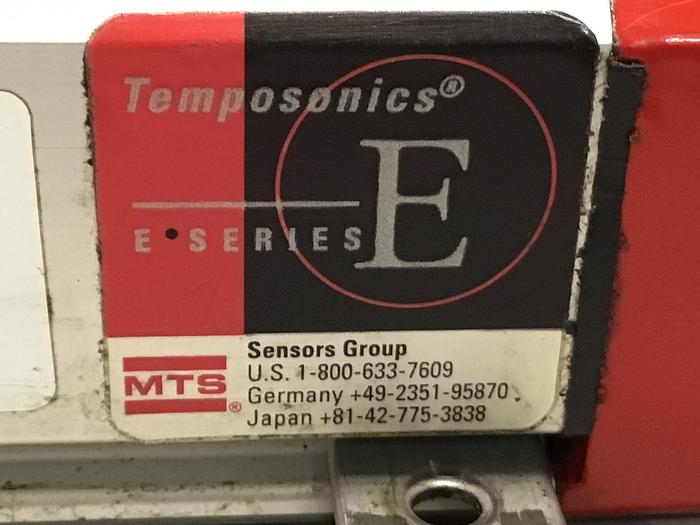 Temposonics®
E
E•SERIES
MTS®
Sensors Group
U.S. 1-800-633-7609
Germany +49-2351-95870
Japan +81-42-775-3838